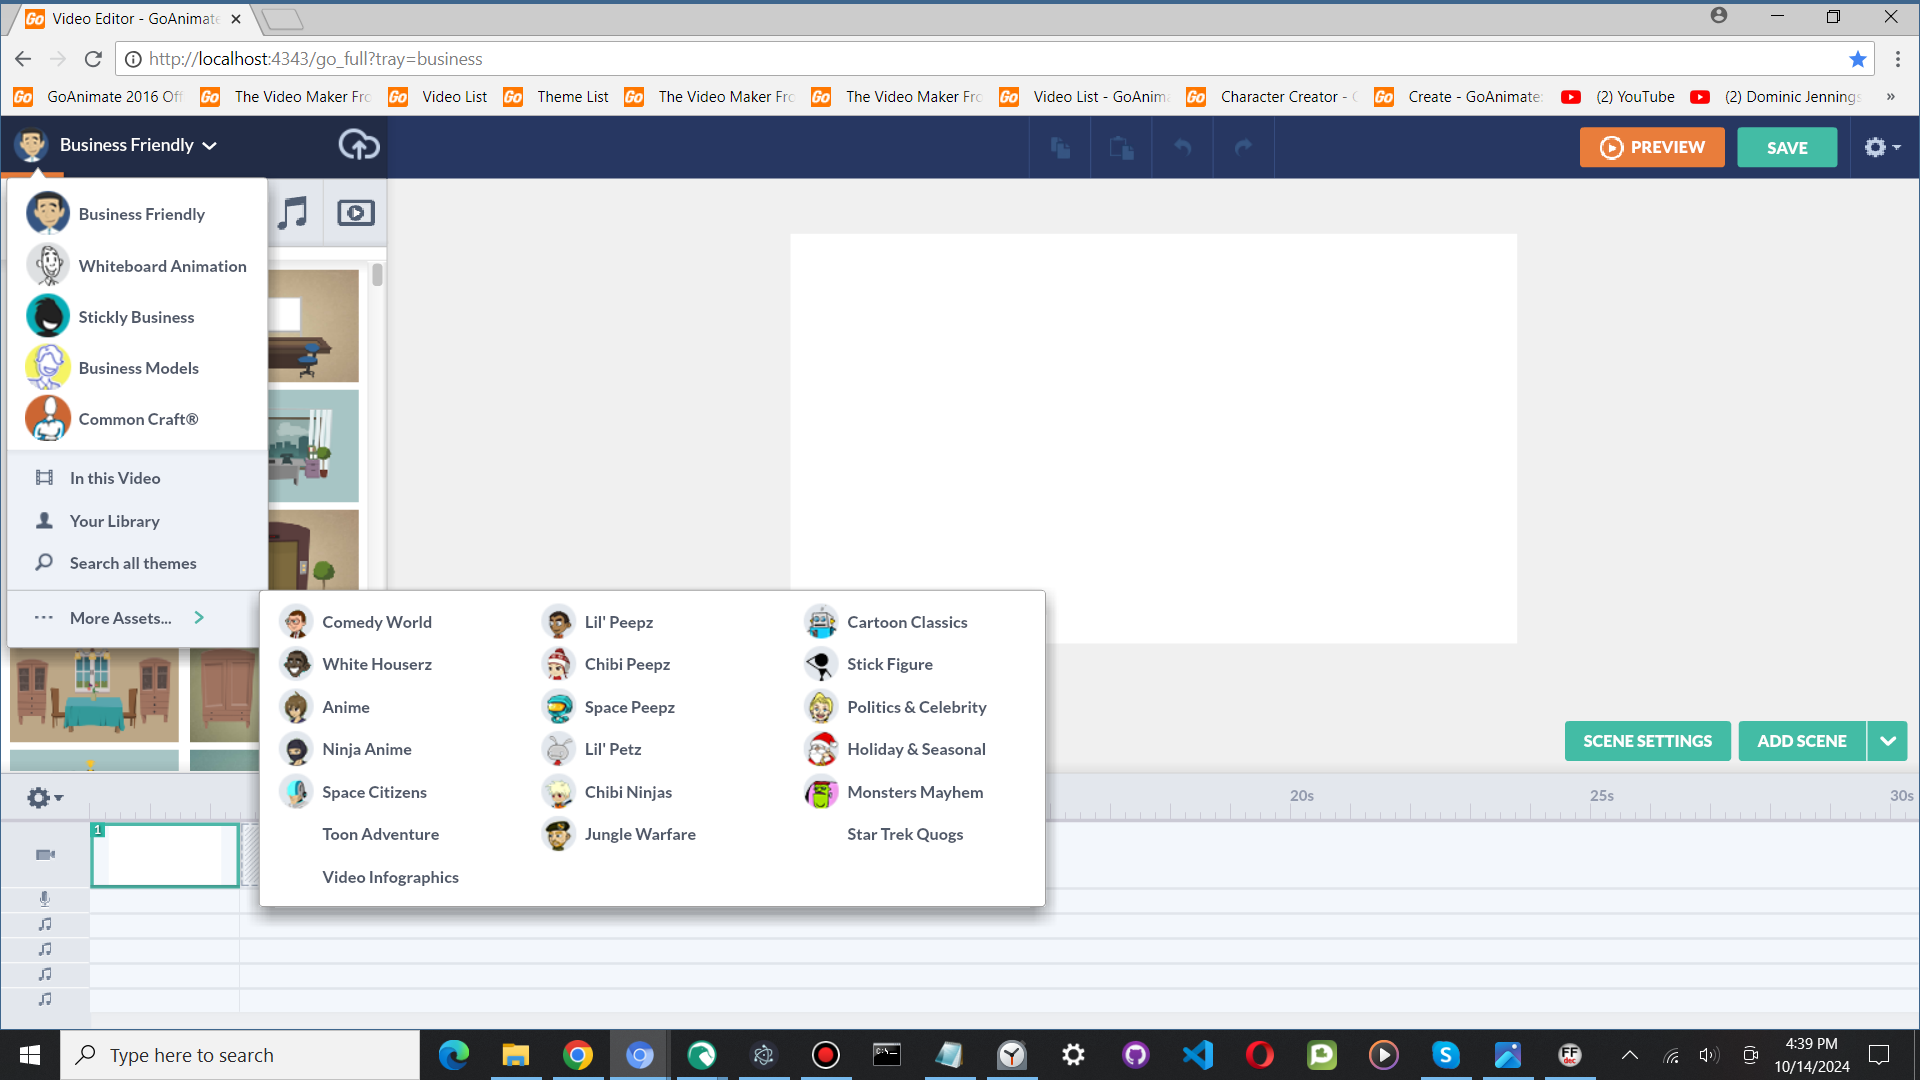 Go Video Editor - GoAnimate
http://localhost:4343/go_full?tray=business
Go GoAnimate 2016 Off Go The Video Maker Fro Go Video List Go Theme List Go The Video Maker Fro Go The Video Maker Fro Go Video List - GoAnima Go Character Creator - Go Create - GoAnimate (2) YouTube (2) Dominic Jennings »
Business Friendly
PREVIEW
SAVE
Business Friendly
Whiteboard Animation
Stickly Business
Business Models
Common Craft®
In this Video
Your Library
Search all themes
More Assets...
Comedy World Lil' Peepz Cartoon Classics
White Houserz Chibi Peepz Stick Figure
Anime Space Peepz Politics & Celebrity
Ninja Anime Lil' Petz Holiday & Seasonal
Space Citizens Chibi Ninjas Monsters Mayhem
Toon Adventure Jungle Warfare Star Trek Quogs
Video Infographics
SCENE SETTINGS
ADD SCENE
20s 25s 30s
1
Type here to search
C:\_
S
FF
dec
4:39 PM
10/14/2024